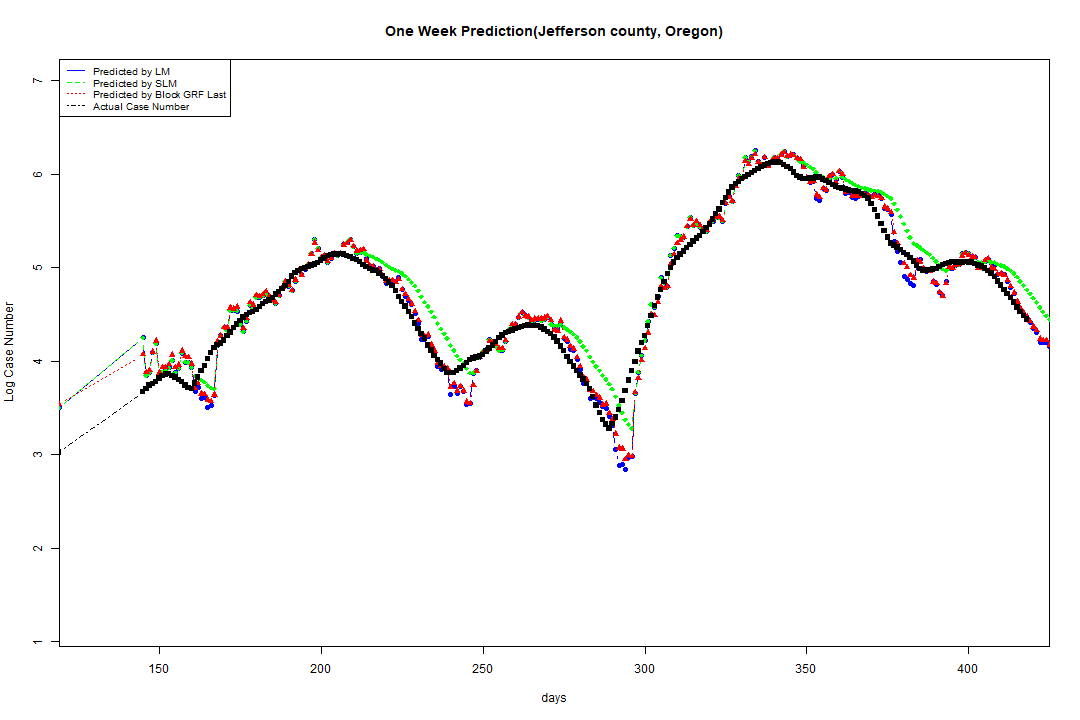 One Week Prediction(Jefferson county, Oregon)
Predicted by LM
Predicted by SLM
Predicted by Block GRF Last
Actual Case Number
7
6
5
4
3
2
1
Log Case Number
150 200 250 300 350 400
days